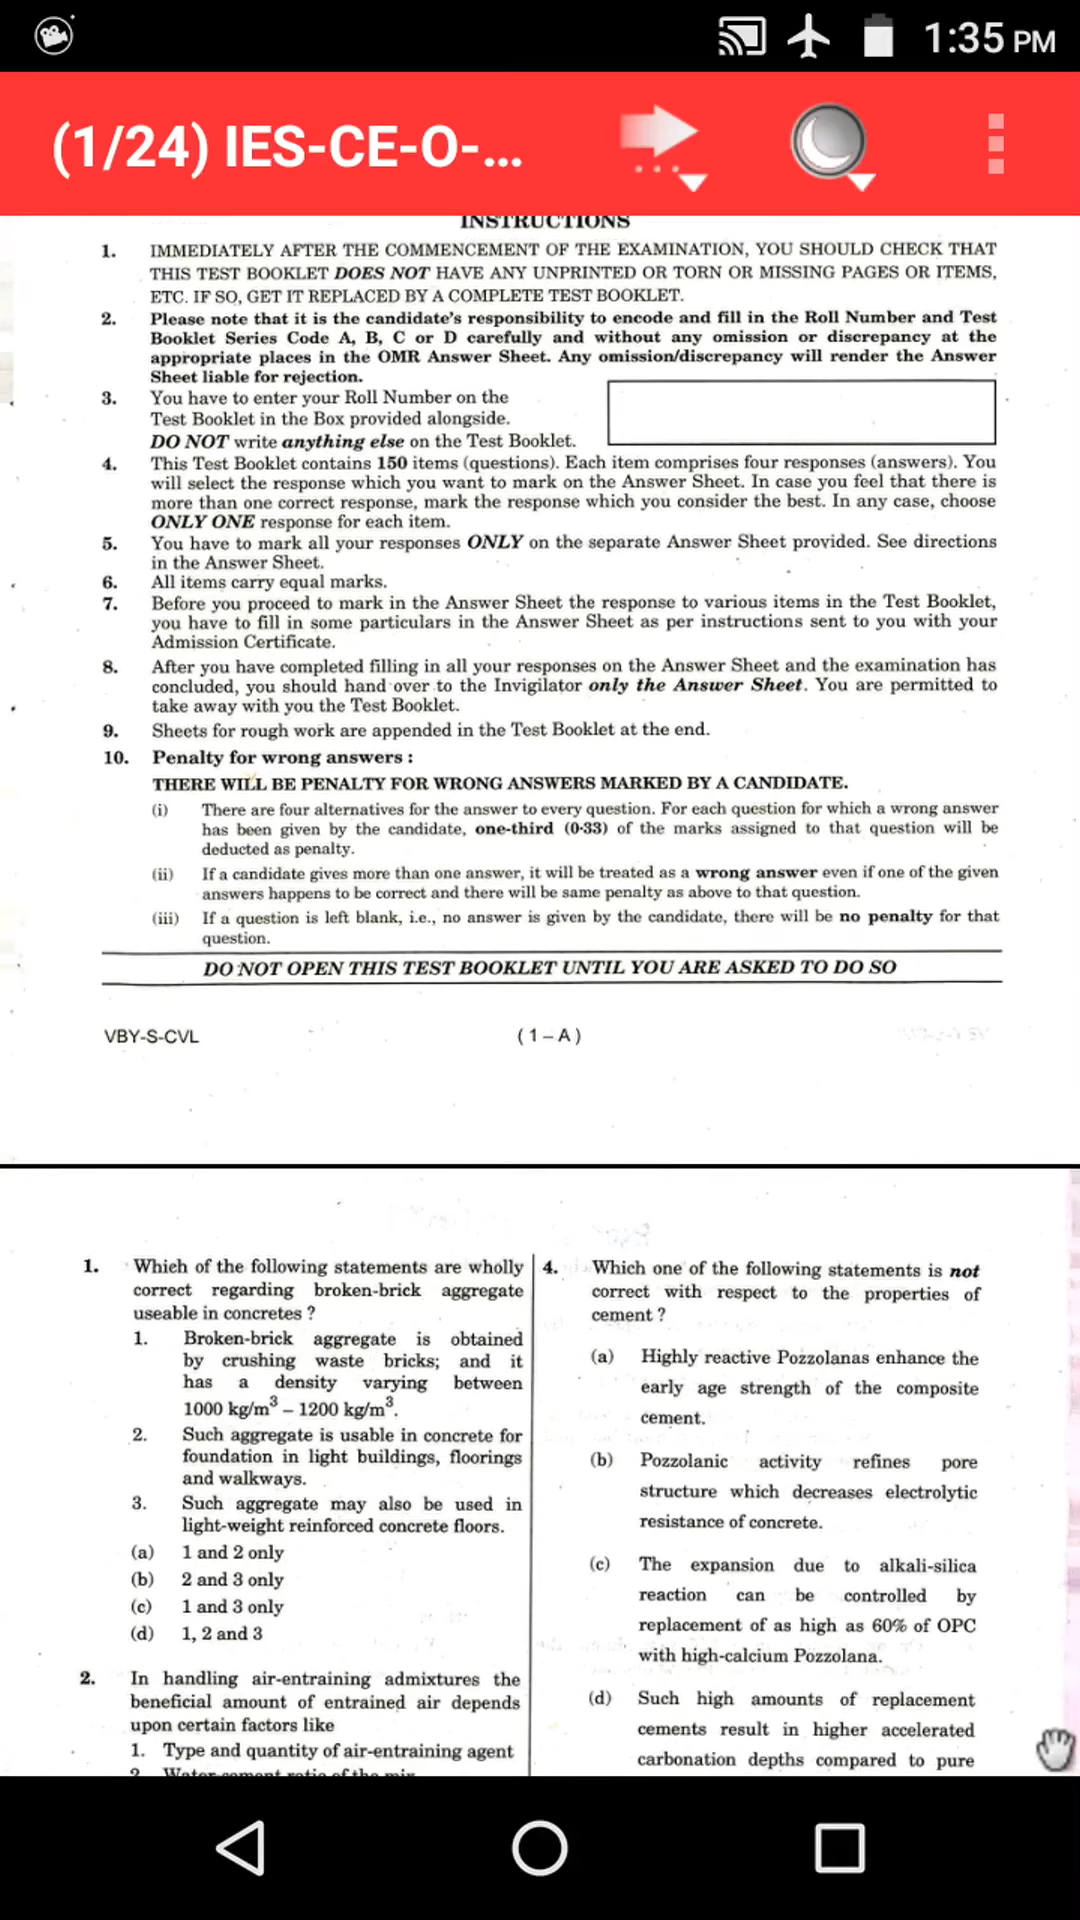 1:35 PM
(1/24) IES-CE-O-...
INSTRUCTIONS
1. IMMEDIATELY AFTER THE COMMENCEMENT OF THE EXAMINATION, YOU SHOULD CHECK THAT
THIS TEST BOOKLET DOES NOT HAVE ANY UNPRINTED OR TORN OR MISSING PAGES OR ITEMS,
ETC. IF SO, GET IT REPLACED BY A COMPLETE TEST BOOKLET.
2. Please note that it is the candidate's responsibility to encode and fill in the Roll Number and Test
Booklet Series Code A, B, C or D carefully and without any omission or discrepancy at the
appropriate places in the OMR Answer Sheet. Any omission/discrepancy will render the Answer
Sheet liable for rejection.
3. You have to enter your Roll Number on the
Test Booklet in the Box provided alongside.
DO NOT write anything else on the Test Booklet.
4. This Test Booklet contains 150 items (questions). Each item comprises four responses (answers). You
will select the response which you want to mark on the Answer Sheet. In case you feel that there is
more than one correct response, mark the response which you consider the best. In any case, choose
ONLY ONE response for each item.
5. You have to mark all your responses ONLY on the separate Answer Sheet provided. See directions
in the Answer Sheet.
6. All items carry equal marks.
7. Before you proceed to mark in the Answer Sheet the response to various items in the Test Booklet,
you have to fill in some particulars in the Answer Sheet as per instructions sent to you with your
Admission Certificate.
8. After you have completed filling in all your responses on the Answer Sheet and the examination has
concluded, you should hand over to the Invigilator only the Answer Sheet. You are permitted to
take away with you the Test Booklet.
9. Sheets for rough work are appended in the Test Booklet at the end.
10. Penalty for wrong answers :
THERE WILL BE PENALTY FOR WRONG ANSWERS MARKED BY A CANDIDATE.
(i) There are four alternatives for the answer to every question. For each question for which a wrong answer
has been given by the candidate, one-third (0·33) of the marks assigned to that question will be
deducted as penalty.
(ii) If a candidate gives more than one answer, it will be treated as a wrong answer even if one of the given
answers happens to be correct and there will be same penalty as above to that question.
(iii) If a question is left blank, i.e., no answer is given by the candidate, there will be no penalty for that
question.
DO NOT OPEN THIS TEST BOOKLET UNTIL YOU ARE ASKED TO DO SO
VBY-S-CVL
( 1 – A )
1. Which of the following statements are wholly
correct regarding broken-brick aggregate
useable in concretes ?
1. Broken-brick aggregate is obtained
by crushing waste bricks; and it
has a density varying between
1000 kg/m³ – 1200 kg/m³.
2. Such aggregate is usable in concrete for
foundation in light buildings, floorings
and walkways.
3. Such aggregate may also be used in
light-weight reinforced concrete floors.
(a) 1 and 2 only
(b) 2 and 3 only
(c) 1 and 3 only
(d) 1, 2 and 3
2. In handling air-entraining admixtures the
beneficial amount of entrained air depends
upon certain factors like
1. Type and quantity of air-entraining agent
2. Water-cement ratio of the mix
4. Which one of the following statements is not
correct with respect to the properties of
cement ?
(a) Highly reactive Pozzolanas enhance the
early age strength of the composite
cement.
(b) Pozzolanic activity refines pore
structure which decreases electrolytic
resistance of concrete.
(c) The expansion due to alkali-silica
reaction can be controlled by
replacement of as high as 60% of OPC
with high-calcium Pozzolana.
(d) Such high amounts of replacement
cements result in higher accelerated
carbonation depths compared to pure